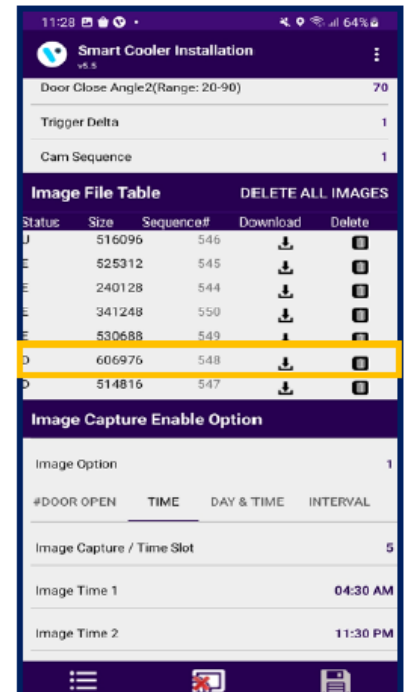 11:28 64%
Smart Cooler Installation
v5.5
Door Close Angle2(Range: 20-90) 70
Trigger Delta 1
Cam Sequence 1
Image File Table DELETE ALL IMAGES
Status Size Sequence# Download Delete
516096 546
E 525312 545
E 240128 544
E 341248 550
E 530688 549
606976 548
514816 547
Image Capture Enable Option
Image Option 1
#DOOR OPEN TIME DAY & TIME INTERVAL
Image Capture / Time Slot 5
Image Time 1 04:30 AM
Image Time 2 11:30 PM